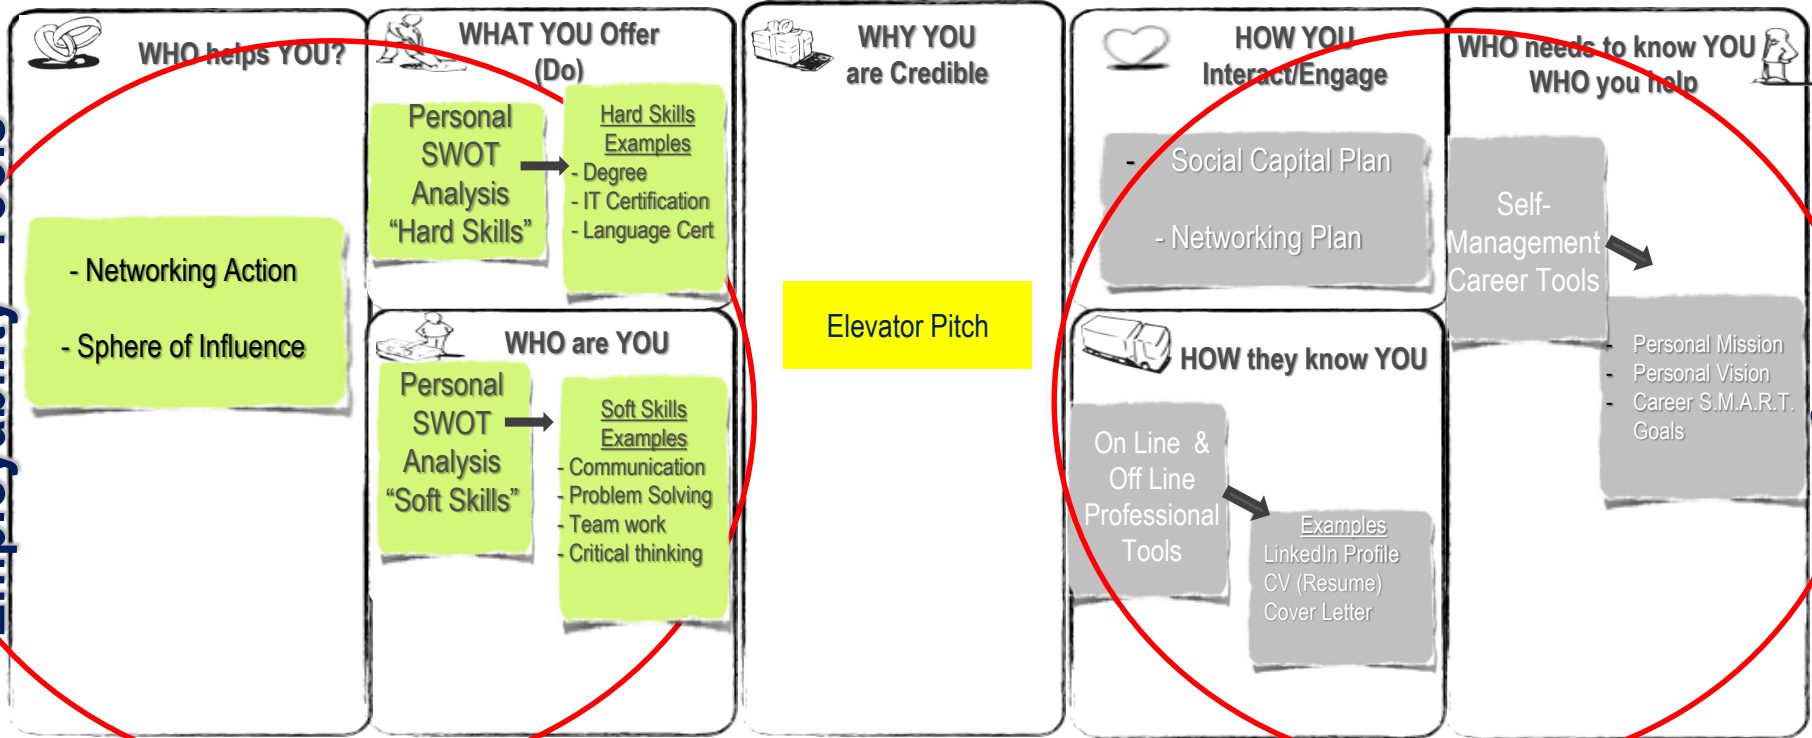 WHO helps YOU?
- Networking Action
- Sphere of Influence
WHAT YOU Offer
(Do)
Personal
SWOT
Analysis
“Hard Skills”
Hard Skills
Examples
- Degree
- IT Certification
- Language Cert
WHO are YOU
Personal
SWOT
Analysis
“Soft Skills”
Soft Skills
Examples
- Communication
- Problem Solving
- Team work
- Critical thinking
WHY YOU
are Credible
Elevator Pitch
HOW YOU
Interact/Engage
- Social Capital Plan
- Networking Plan
HOW they know YOU
On Line & 
Off Line
Professional
Tools
Examples
LinkedIn Profile
CV (Resume)
Cover Letter
WHO needs to know YOU
WHO you help
Self-
Management
Career Tools
- Personal Mission
- Personal Vision
- Career S.M.A.R.T.
Goals